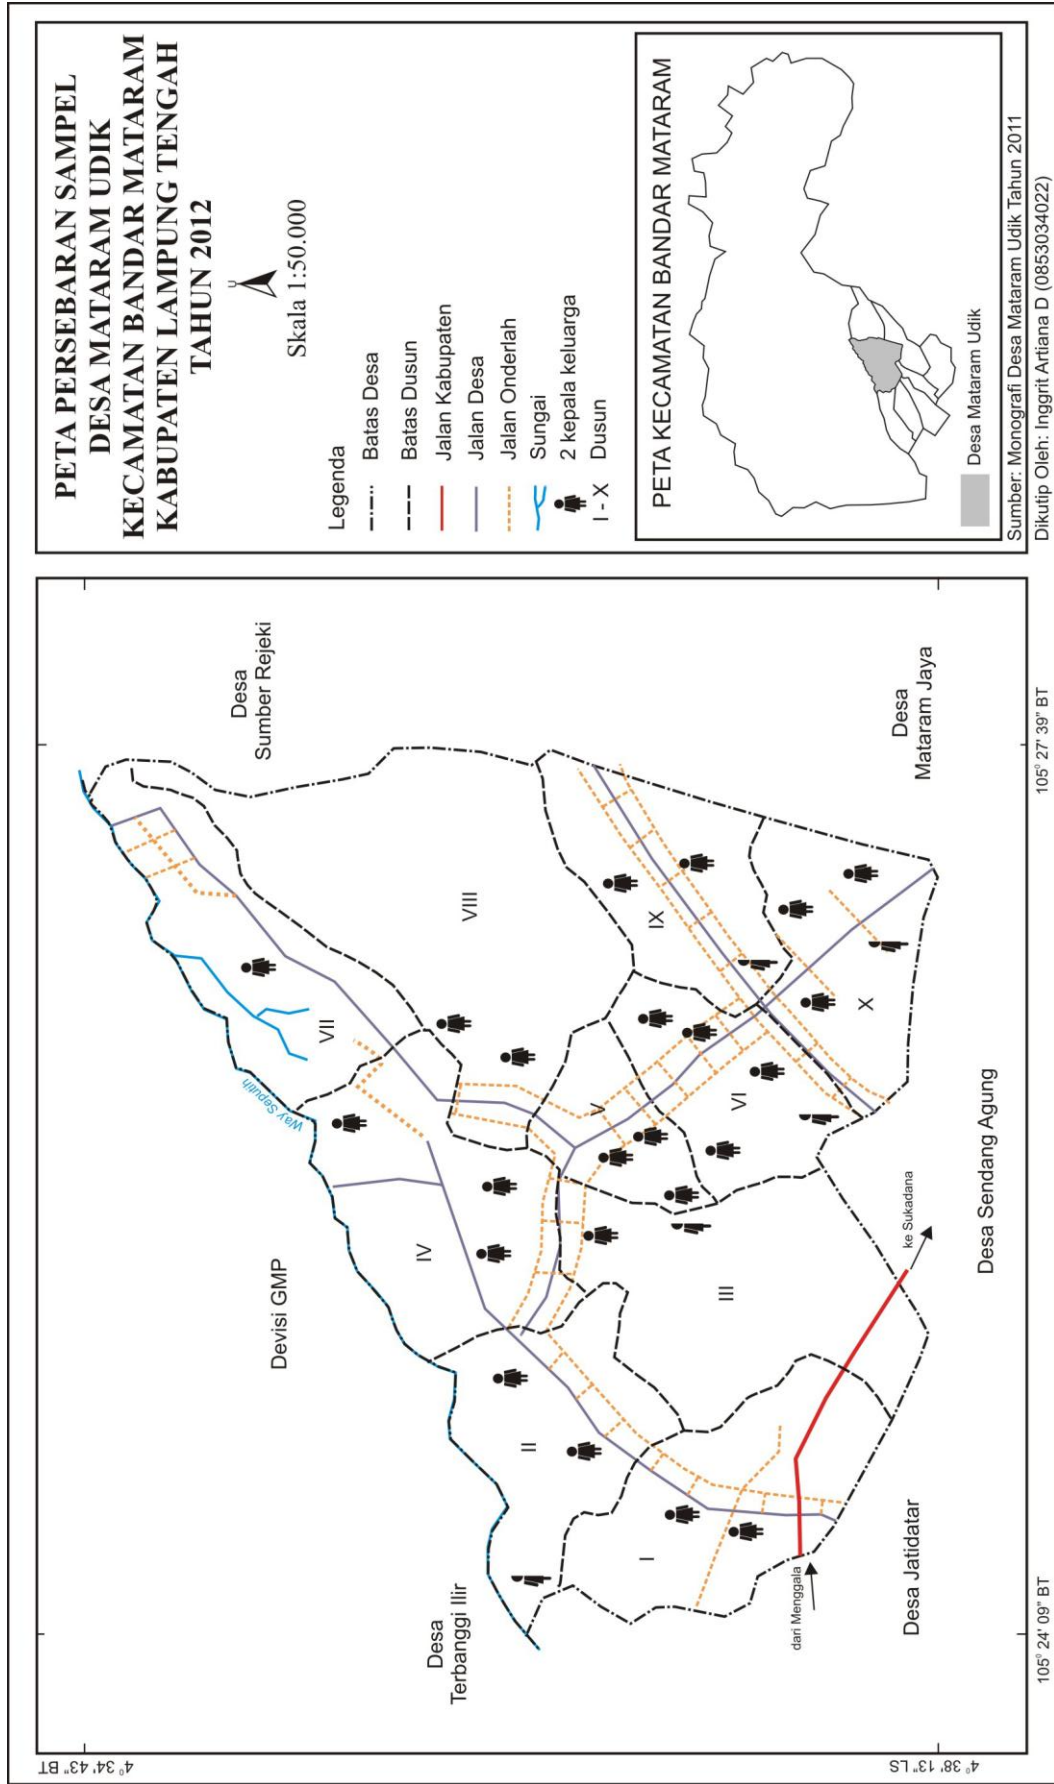 PETA PERSEBARAN SAMPEL
DESA MATARAM UDIK
KECAMATAN BANDAR MATARAM
KABUPATEN LAMPUNG TENGAH
TAHUN 2012
U
Skala 1:50.000
Legenda
Batas Desa
Batas Dusun
Jalan Kabupaten
Jalan Desa
Jalan Onderlah
Sungai
2 kepala keluarga
I - X Dusun
PETA KECAMATAN BANDAR MATARAM
Desa Mataram Udik
Sumber: Monografi Desa Mataram Udik Tahun 2011
Dikutip Oleh: Inggrit Artiana D (0853034022)
4° 34' 43" BT
4° 38' 13" LS
105° 24' 09" BT
105° 27' 39" BT
Desa
Sumber Rejeki
Devisi GMP
Way Seputih
Desa
Terbanggi Ilir
Desa
Mataram Jaya
Desa Sendang Agung
Desa Jatidatar
dari Menggala
ke Sukadana
I
II
III
IV
V
VI
VII
VIII
IX
X